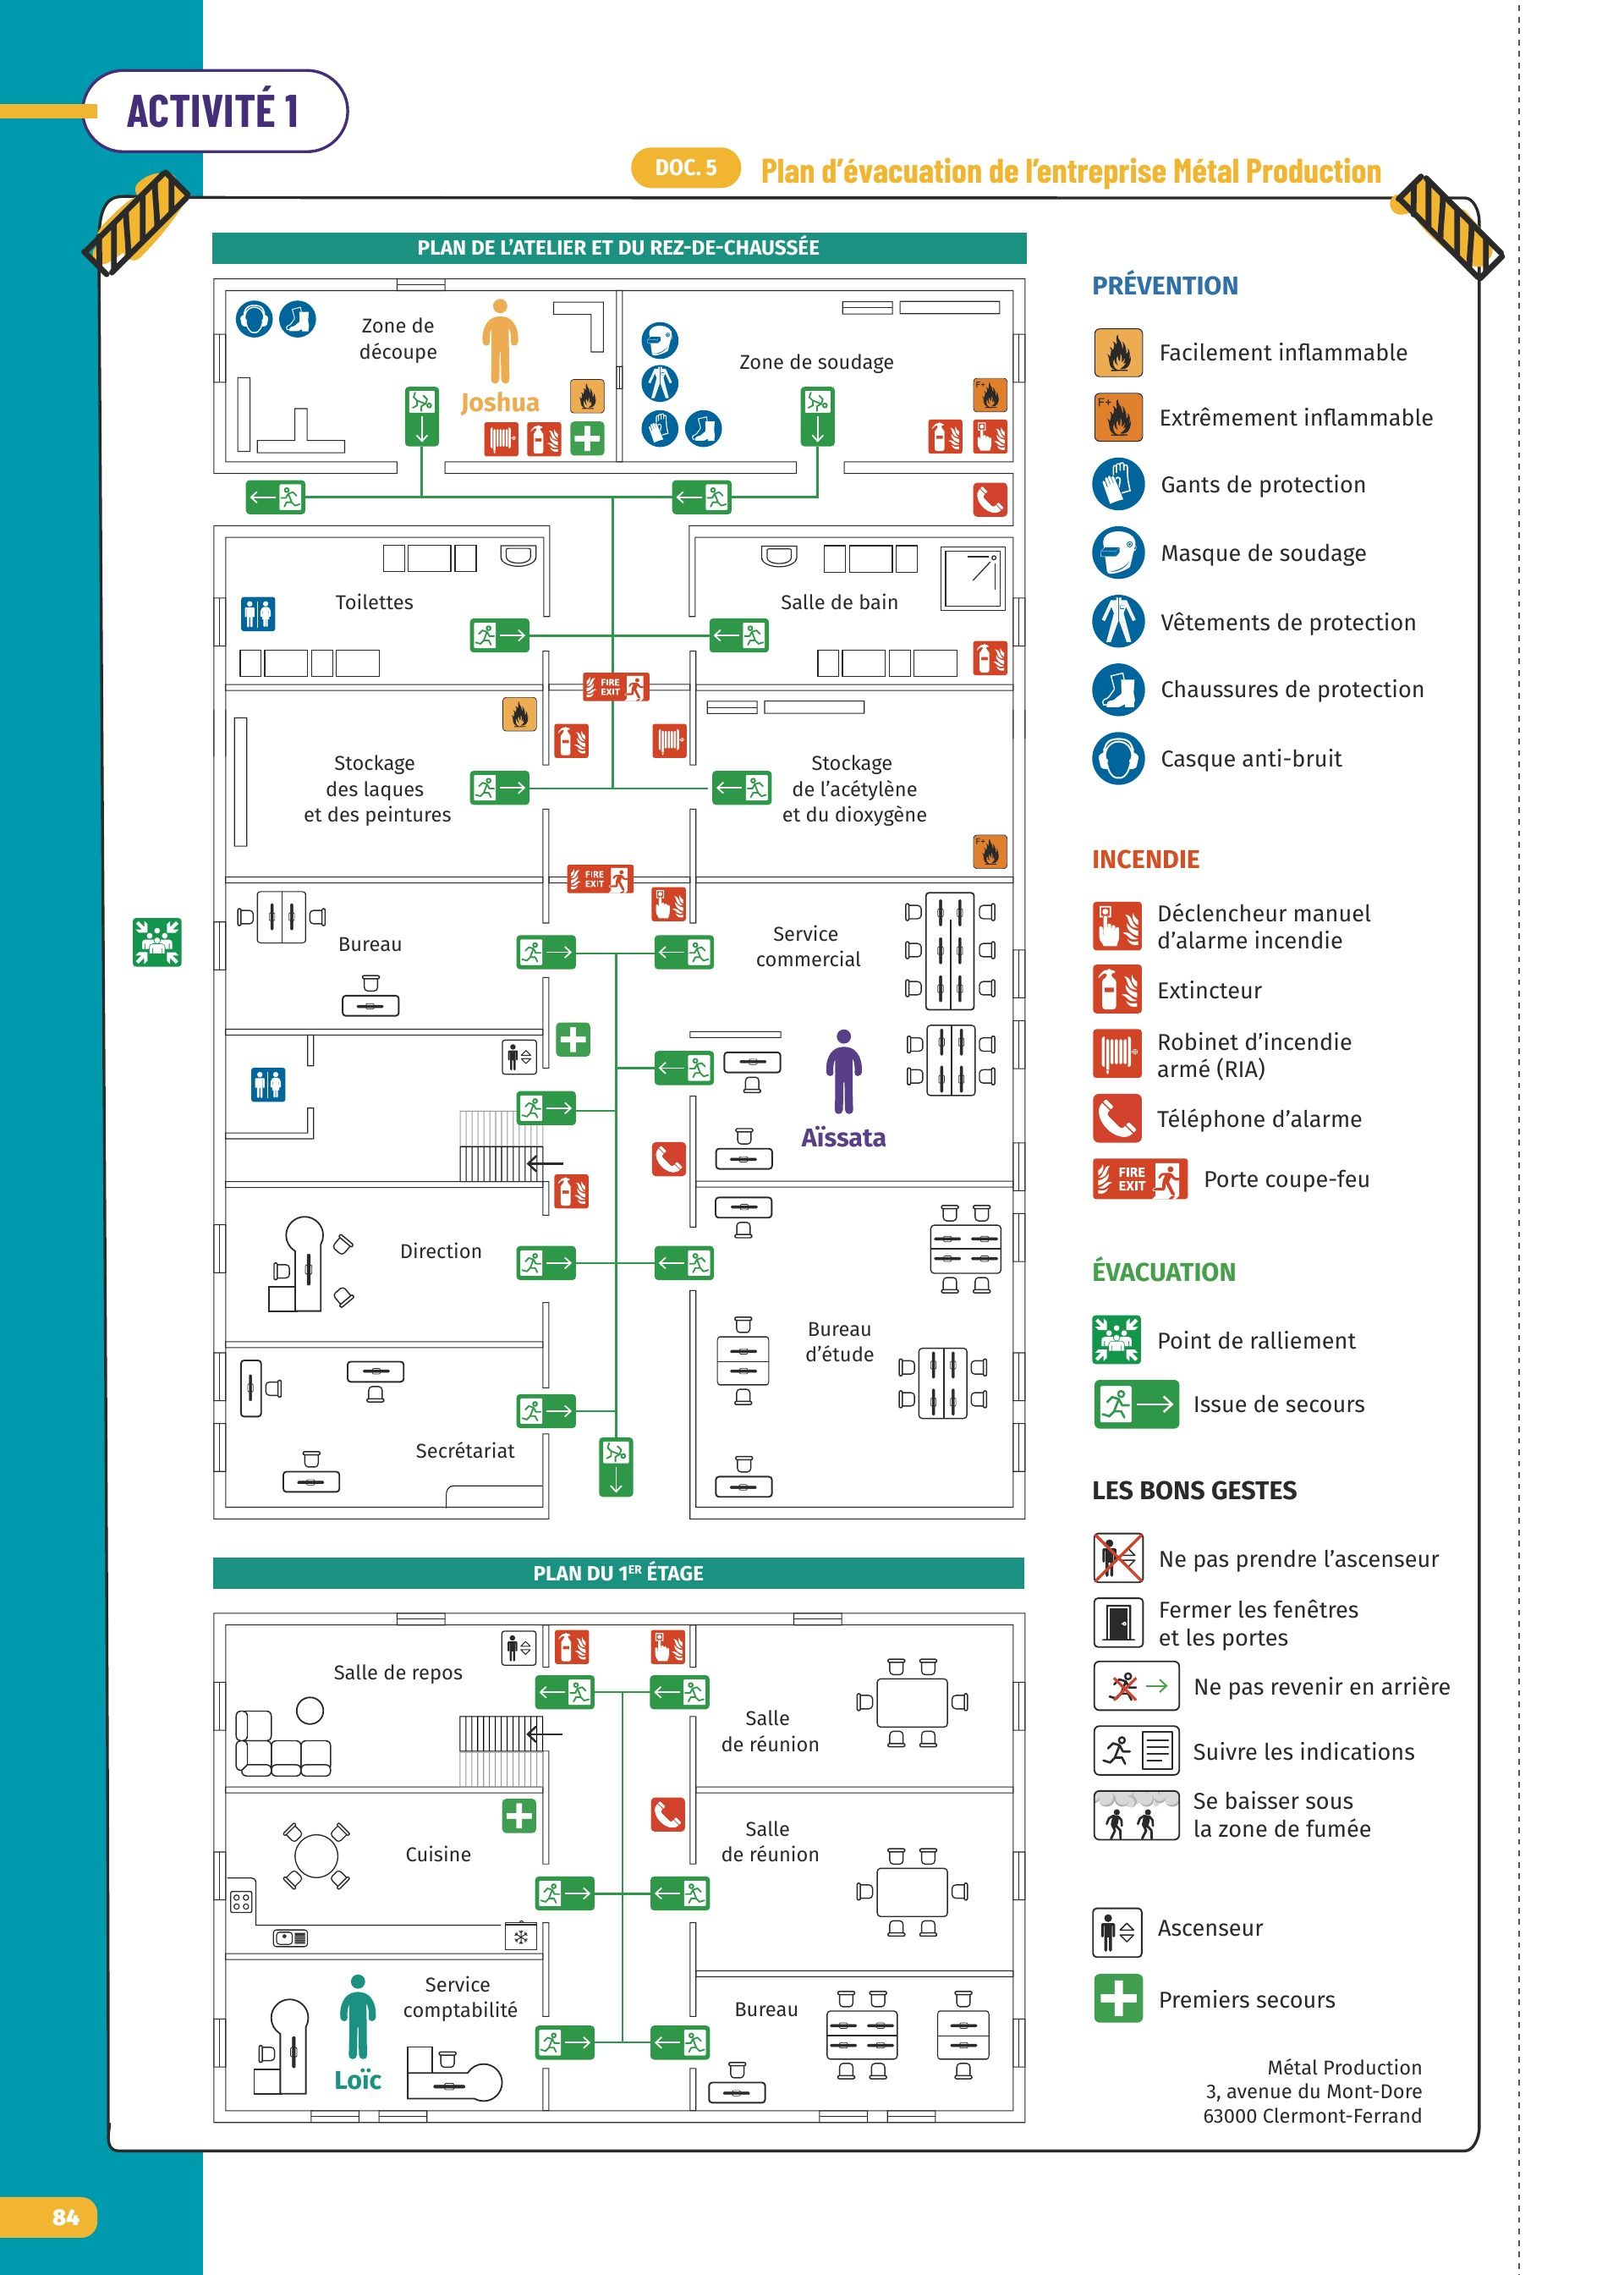 ACTIVITÉ 1
DOC. 5 Plan d'évacuation de l'entreprise Métal Production
PLAN DE L'ATELIER ET DU REZ-DE-CHAUSSÉE
Zone de
découpe
Joshua
Zone de soudage
F+
Toilettes
Salle de bain
FIRE
EXIT
Stockage
des laques
et des peintures
Stockage
de l'acétylène
et du dioxygène
F+
FIRE
EXIT
Bureau
Service
commercial
Aïssata
Direction
Bureau
d'étude
Secrétariat
PLAN DU 1ER ÉTAGE
Salle de repos
Salle
de réunion
Cuisine
Salle
de réunion
Service
comptabilité
Loïc
Bureau
PRÉVENTION
Facilement inflammable
F+
Extrêmement inflammable
Gants de protection
Masque de soudage
Vêtements de protection
Chaussures de protection
Casque anti-bruit
INCENDIE
Déclencheur manuel
d'alarme incendie
Extincteur
Robinet d'incendie
armé (RIA)
Téléphone d'alarme
FIRE
EXIT
Porte coupe-feu
ÉVACUATION
Point de ralliement
Issue de secours
LES BONS GESTES
Ne pas prendre l'ascenseur
Fermer les fenêtres
et les portes
Ne pas revenir en arrière
Suivre les indications
Se baisser sous
la zone de fumée
Ascenseur
Premiers secours
Métal Production
3, avenue du Mont-Dore
63000 Clermont-Ferrand
84